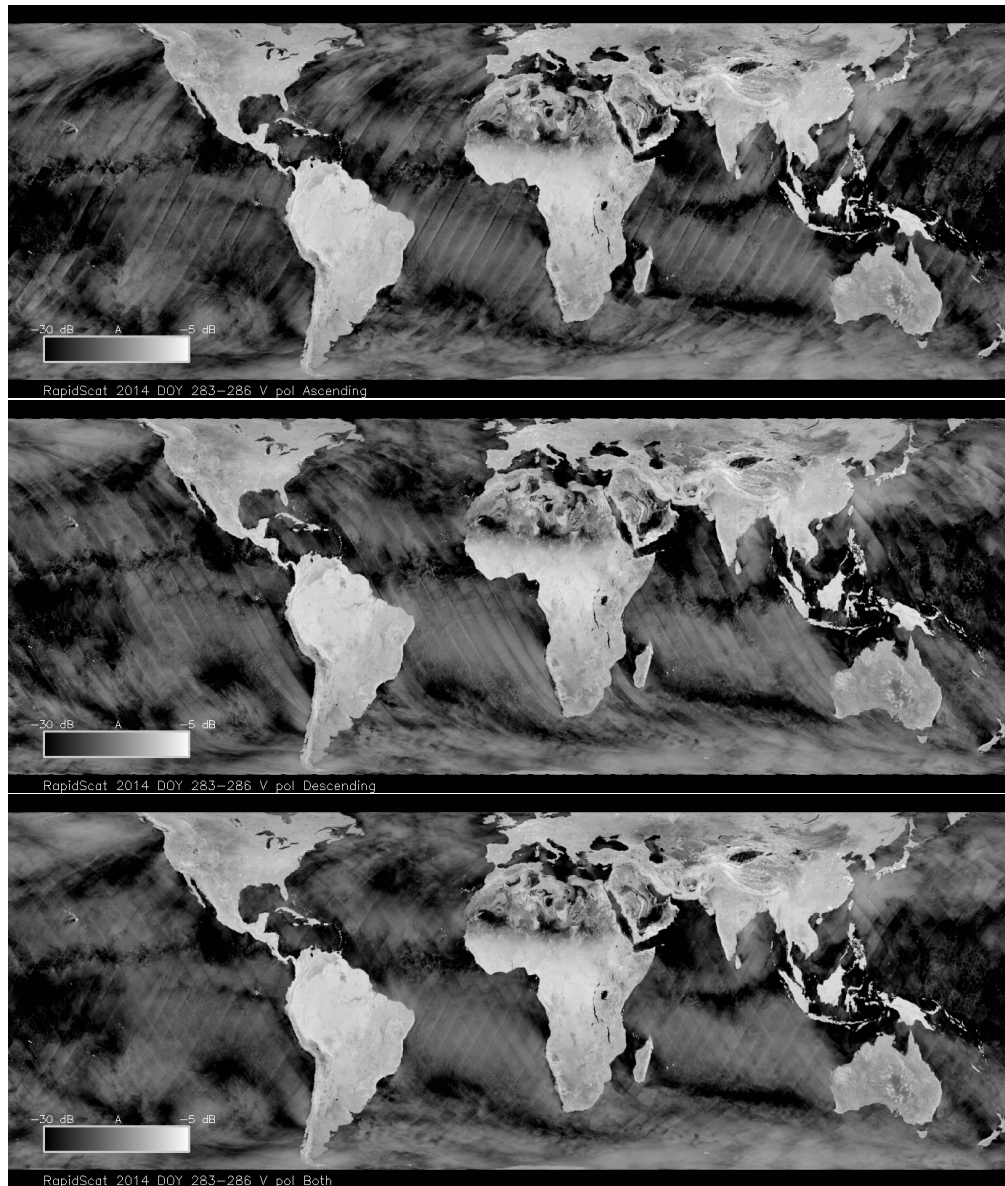 -30 dB A -5 dB
RapidScat 2014 DOY 283-286 V pol Ascending
-30 dB A -5 dB
RapidScat 2014 DOY 283-286 V pol Descending
-30 dB A -5 dB
RapidScat 2014 DOY 283-286 V pol Both